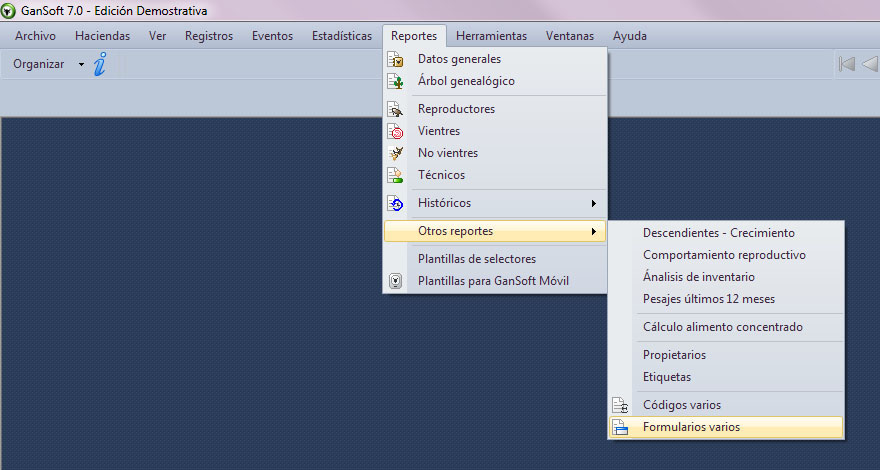 GanSoft 7.0 - Edición Demostrativa
Archivo Haciendas Ver Registros Eventos Estadísticas Reportes Herramientas Ventanas Ayuda
Organizar
Datos generales
Árbol genealógico
Reproductores
Vientres
No vientres
Técnicos
Históricos
Otros reportes
Plantillas de selectores
Plantillas para GanSoft Móvil
Descendientes - Crecimiento
Comportamiento reproductivo
Ánalisis de inventario
Pesajes últimos 12 meses
Cálculo alimento concentrado
Propietarios
Etiquetas
Códigos varios
Formularios varios